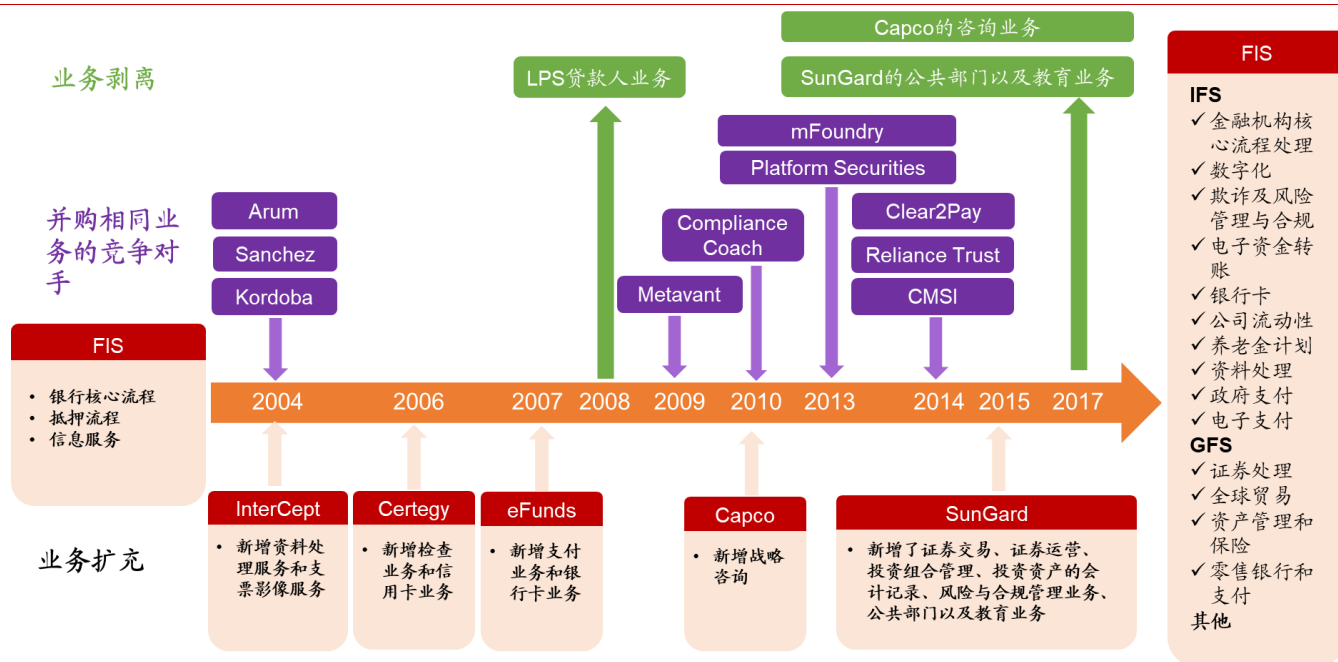 业务剥离
Capco的咨询业务
LPS贷款人业务
SunGard的公共部门以及教育业务
mFoundry
Platform Securities
并购相同业
务的竞争对
手
Arum
Sanchez
Kordoba
Metavant
Compliance
Coach
Clear2Pay
Reliance Trust
CMSI
FIS
• 银行核心流程
• 抵押流程
• 信息服务
2004
2006
2007
2008
2009
2010
2013
2014
2015
2017
业务扩充
InterCept
• 新增资料处
理服务和支
票影像服务
Certegy
• 新增检查
业务和信
用卡业务
eFunds
• 新增支付
业务和银
行卡业务
Capco
• 新增战略
咨询
SunGard
• 新增了证券交易、证券运营、
投资组合管理、投资资产的会
计记录、风险与合规管理业务、
公共部门以及教育业务
FIS
IFS
✓ 金融机构核
心流程处理
✓ 数字化
✓ 欺诈及风险
管理与合规
✓ 电子资金转
账
✓ 银行卡
✓ 公司流动性
✓ 养老金计划
✓ 资料处理
✓ 政府支付
✓ 电子支付
GFS
✓ 证券处理
✓ 全球贸易
✓ 资产管理和
保险
✓ 零售银行和
支付
其他